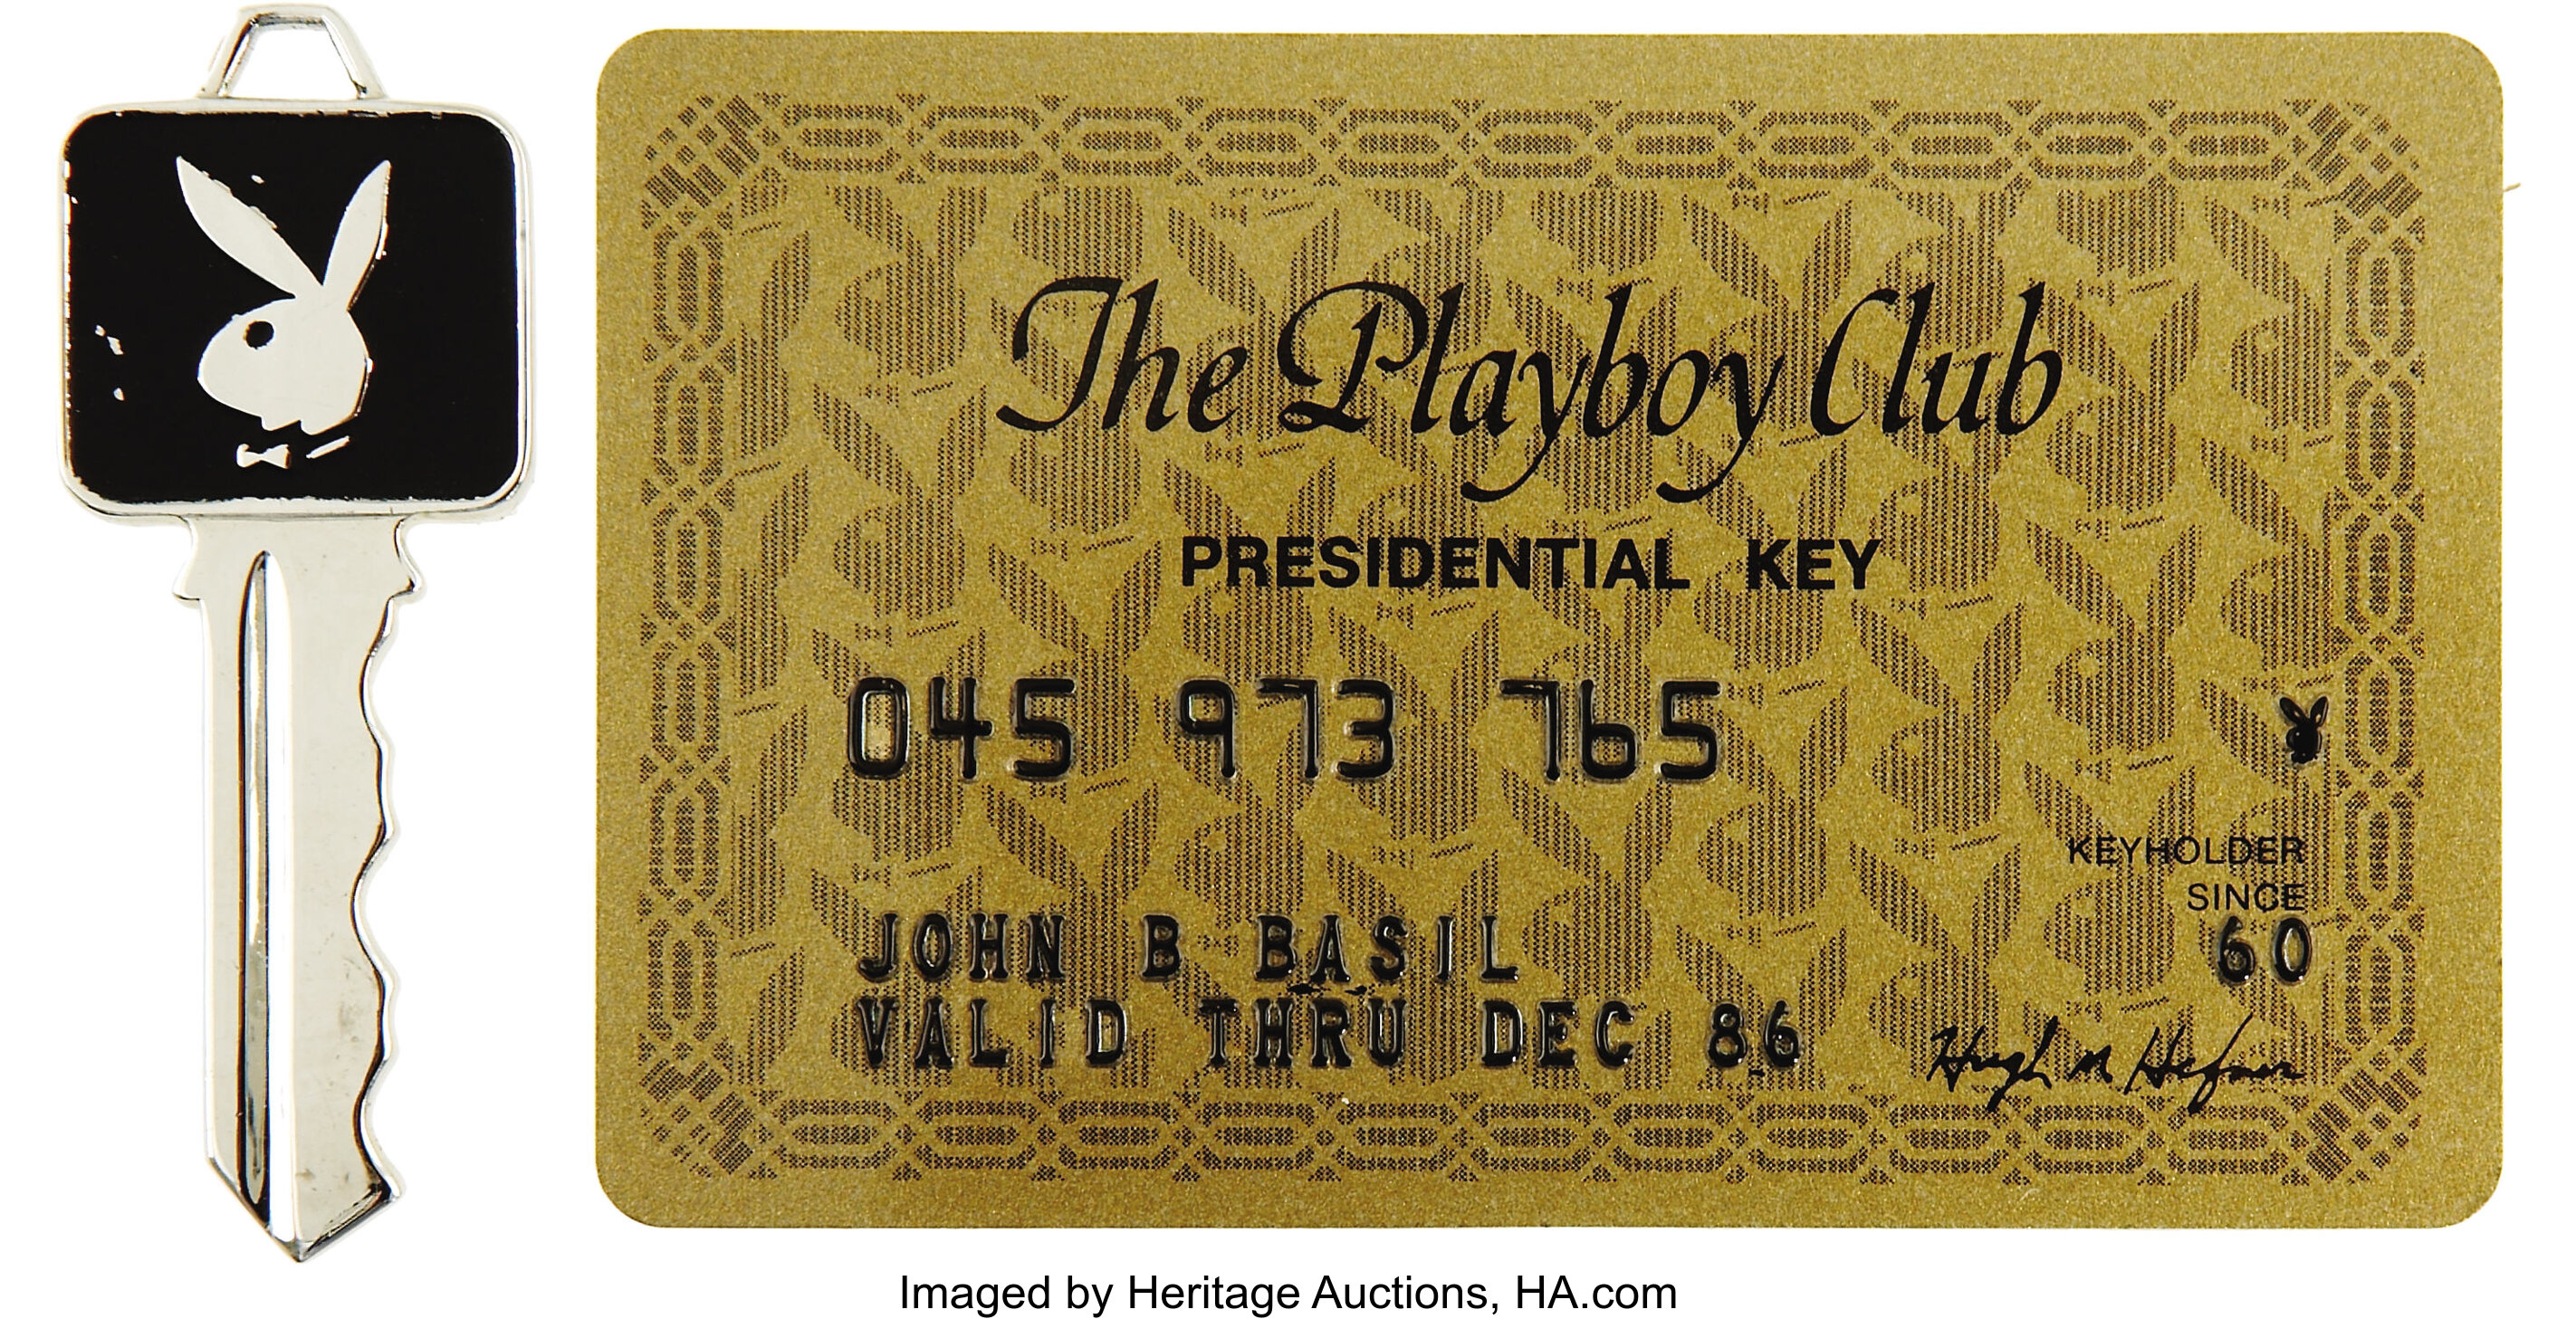 The Playboy Club
PRESIDENTIAL KEY
045 973 765
KEYHOLDER
SINCE
60
JOHN B BASIL
VALID THRU DEC 86
Hugh M Hefner
Imaged by Heritage Auctions, HA.com